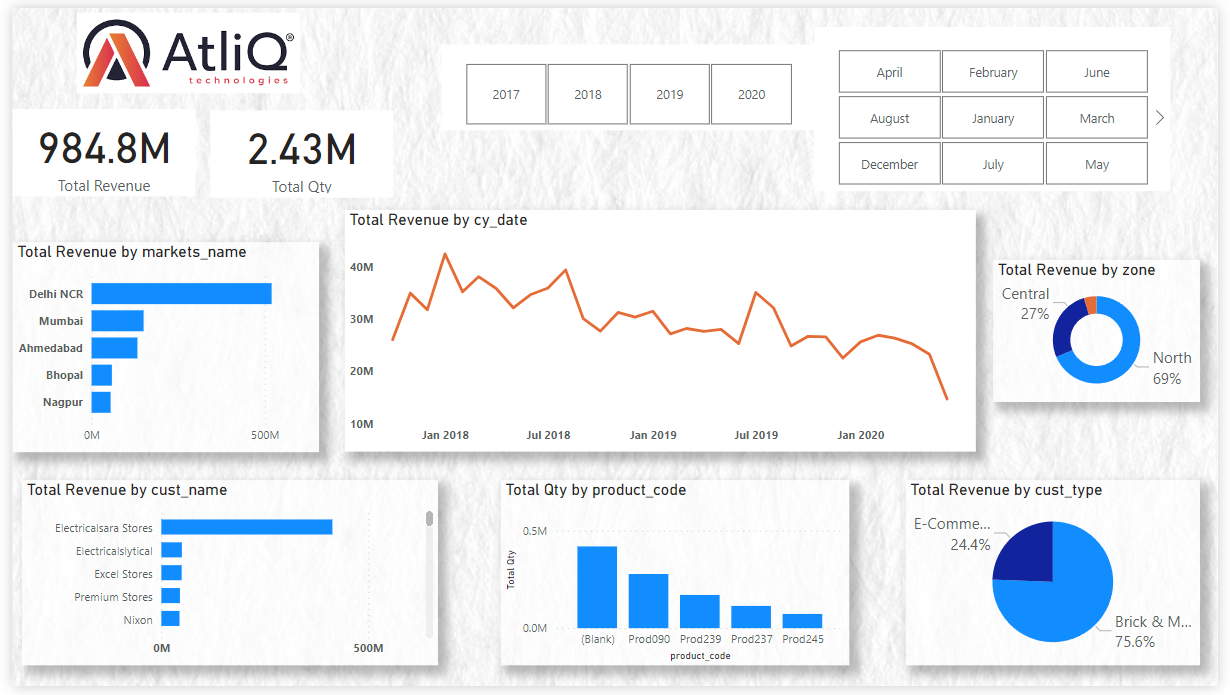 AtliQ®
technologies
2017 2018 2019 2020
April February June
August January March
December July May
984.8M
Total Revenue
2.43M
Total Qty
Total Revenue by markets_name
Delhi NCR
Mumbai
Ahmedabad
Bhopal
Nagpur
0M 500M
Total Revenue by cy_date
40M
30M
20M
10M
Jan 2018 Jul 2018 Jan 2019 Jul 2019 Jan 2020
Total Revenue by zone
Central
27%
North
69%
Total Revenue by cust_name
Electricalsara Stores
Electricalslytical
Excel Stores
Premium Stores
Nixon
0M 500M
Total Qty by product_code
Total Qty
0.5M
0.0M
(Blank) Prod090 Prod239 Prod237 Prod245
product_code
Total Revenue by cust_type
E-Comme...
24.4%
Brick & M...
75.6%